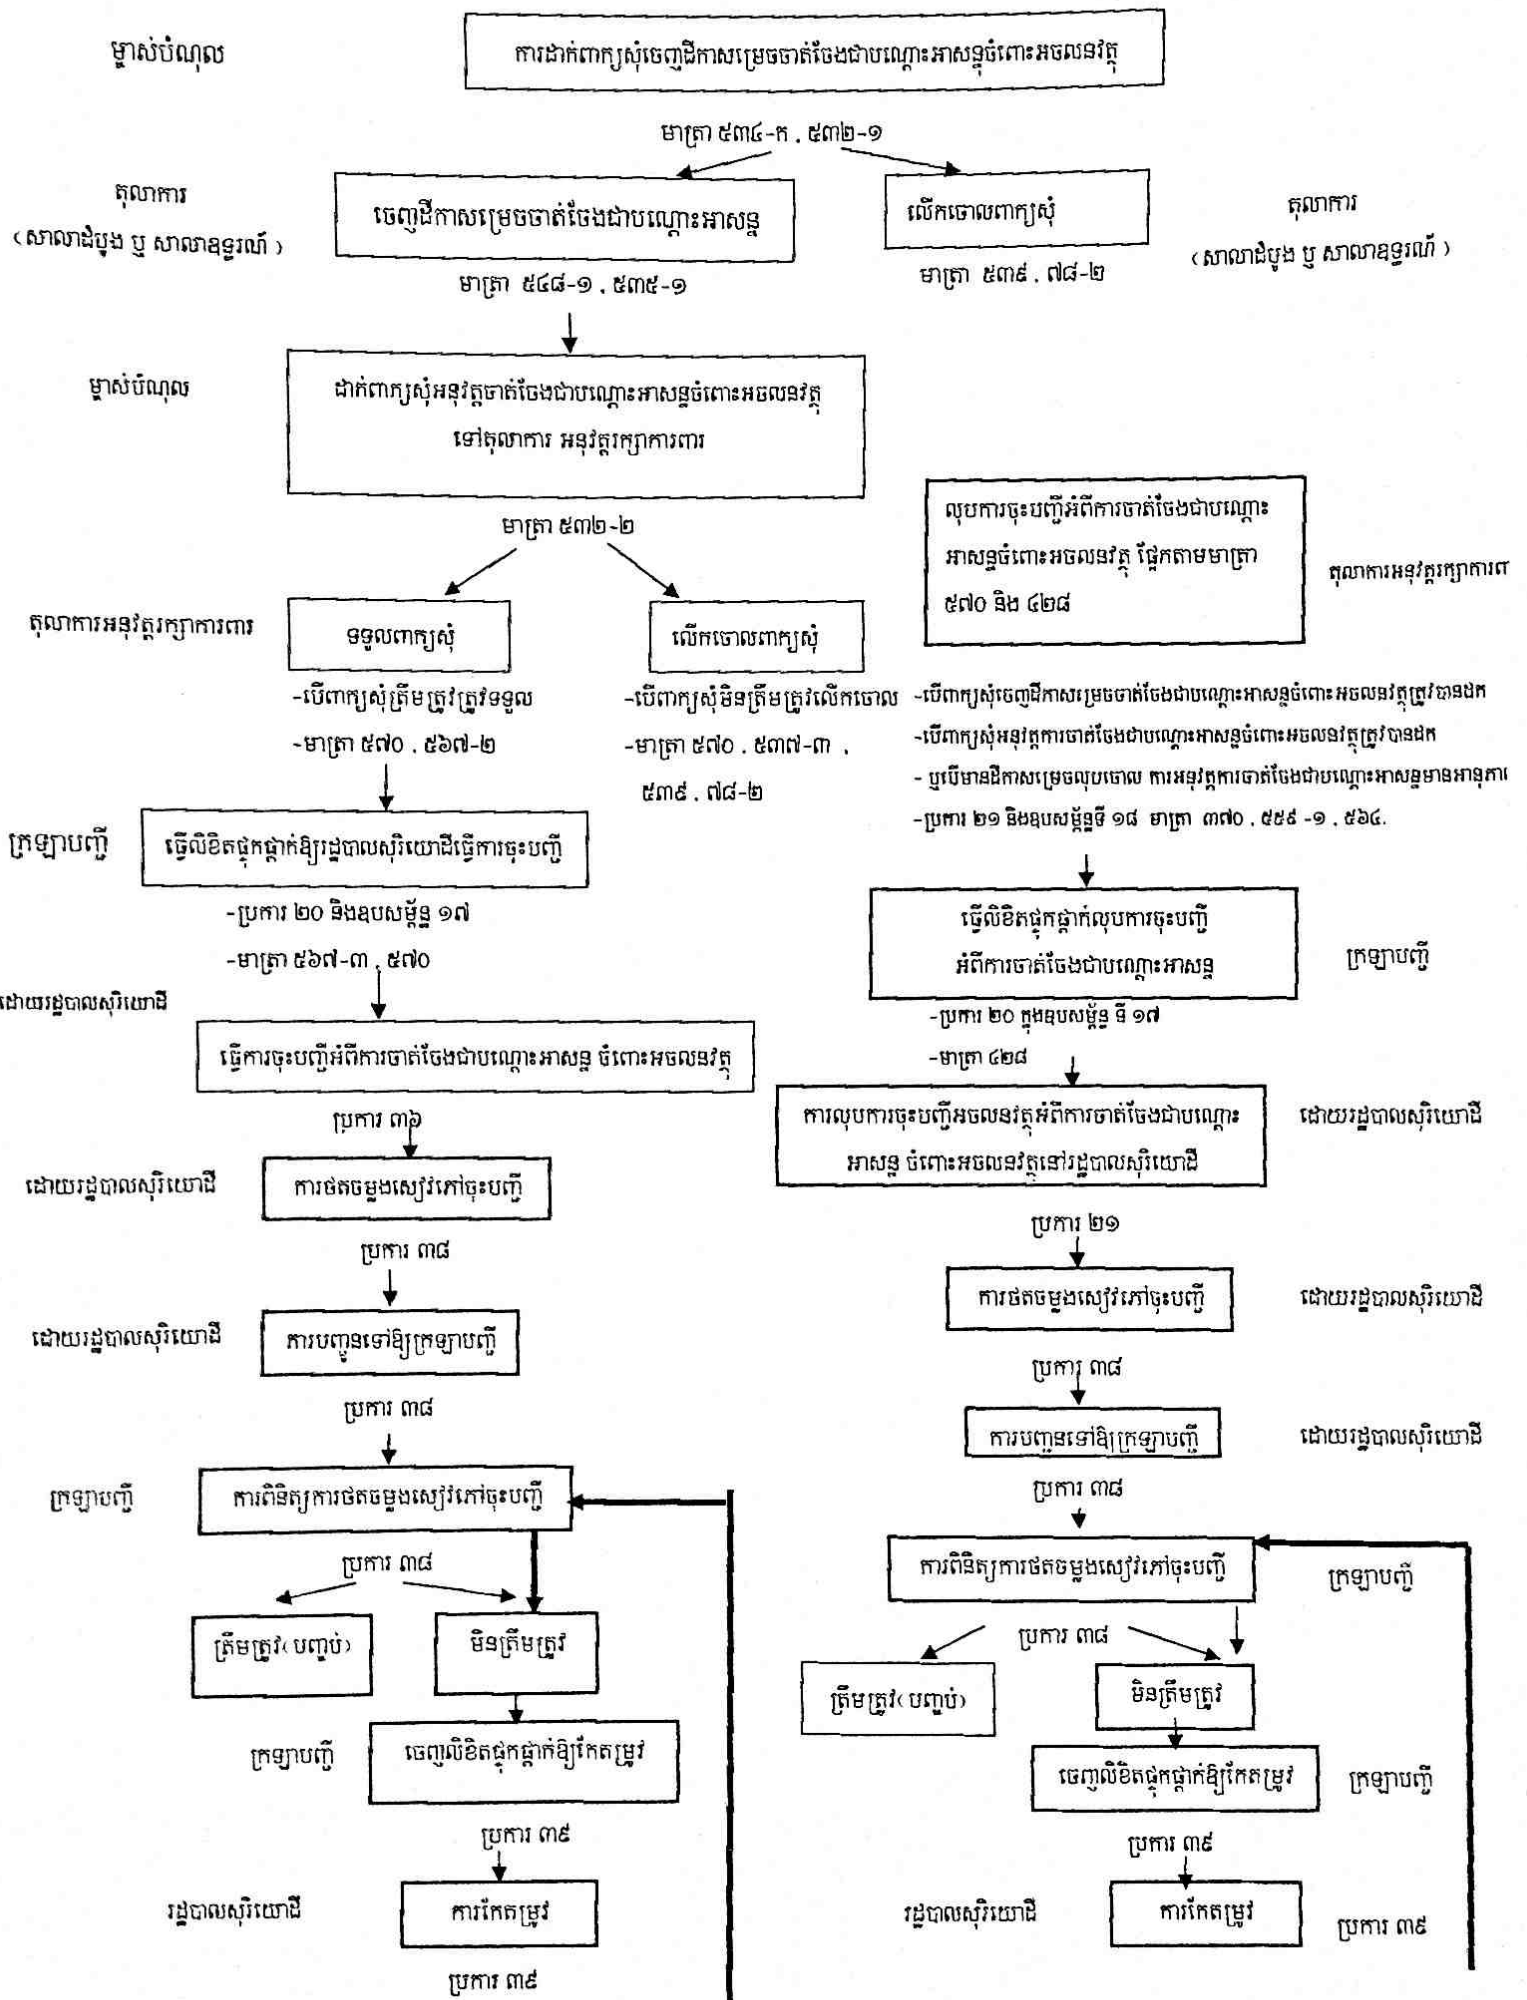 ម្ចាស់បំណុល
ការដាក់ពាក្យសុំចេញដីកាសម្រេចចាត់ចែងជាបណ្តោះអាសន្នចំពោះអចលនវត្ថុ
មាត្រា ៥៣៤-ក , ៥៣២-១
តុលាការ
(សាលាដំបូង ឬ សាលាឧទ្ធរណ៍ )
ចេញដីកាសម្រេចចាត់ចែងជាបណ្តោះអាសន្ន
លើកចោលពាក្យសុំ
តុលាការ
(សាលាដំបូង ឬ សាលាឧទ្ធរណ៍ )
មាត្រា ៥៤៨-១ , ៥៣៥-១
មាត្រា ៥៣៩ , ៧៨-២
ម្ចាស់បំណុល
ដាក់ពាក្យសុំអនុវត្តចាត់ចែងជាបណ្តោះអាសន្នចំពោះអចលនវត្ថុ
ទៅតុលាការ អនុវត្តរក្សាការពារ
មាត្រា ៥៣២-២
លុបការចុះបញ្ជីអំពីការចាត់ចែងជាបណ្តោះ
អាសន្នចំពោះអចលនវត្ថុ ផ្អែកតាមមាត្រា
៥៧០ និង ៤២៨
តុលាការអនុវត្តរក្សាការពារ
តុលាការអនុវត្តរក្សាការពារ
ទទួលពាក្យសុំ
លើកចោលពាក្យសុំ
-បើពាក្យសុំត្រឹមត្រូវត្រូវទទួល
-មាត្រា ៥៧០ , ៥៦៧-២
-បើពាក្យសុំមិនត្រឹមត្រូវលើកចោល
-មាត្រា ៥៧០ , ៥៣៧-៣ ,
៥៣៩ , ៧៨-២
-បើពាក្យសុំចេញដីកាសម្រេចចាត់ចែងជាបណ្តោះអាសន្នចំពោះអចលនវត្ថុត្រូវបានដក
-បើពាក្យសុំអនុវត្តការចាត់ចែងជាបណ្តោះអាសន្នចំពោះអចលនវត្ថុត្រូវបានដក
- ឬបើមានដីកាសម្រេចលុបចោល ការអនុវត្តការចាត់ចែងជាបណ្តោះអាសន្នមានអានុភាព
-ប្រការ ២១ និងឧបសម្ព័ន្ធទី ១៨ មាត្រា ៣៧០ , ៥៥៩ -១ , ៥៦៤.
ក្រឡាបញ្ជី
ធ្វើលិខិតផ្ទុកផ្តាក់ឱ្យរដ្ឋបាលសុរិយោដីធ្វើការចុះបញ្ជី
-ប្រការ ២០ និងឧបសម្ព័ន្ធ ១៧
-មាត្រា ៥៦៧-៣ , ៥៧០
ធ្វើលិខិតផ្ទុកផ្តាក់លុបការចុះបញ្ជី
អំពីការចាត់ចែងជាបណ្តោះអាសន្ន
ក្រឡាបញ្ជី
-ប្រការ ២០ ក្នុងឧបសម្ព័ន្ធ ទី ១៧
-មាត្រា ៤២៨
ដោយរដ្ឋបាលសុរិយោដី
ធ្វើការចុះបញ្ជីអំពីការចាត់ចែងជាបណ្តោះអាសន្ន ចំពោះអចលនវត្ថុ
ប្រការ ៣៦
ការលុបការចុះបញ្ជីអចលនវត្ថុអំពីការចាត់ចែងជាបណ្តោះ
អាសន្ន ចំពោះអចលនវត្ថុនៅរដ្ឋបាលសុរិយោដី
ដោយរដ្ឋបាលសុរិយោដី
ប្រការ ២១
ដោយរដ្ឋបាលសុរិយោដី
ការថតចម្លងសៀវភៅចុះបញ្ជី
ប្រការ ៣៨
ការថតចម្លងសៀវភៅចុះបញ្ជី
ដោយរដ្ឋបាលសុរិយោដី
ប្រការ ៣៨
ដោយរដ្ឋបាលសុរិយោដី
ការបញ្ជូនទៅឱ្យក្រឡាបញ្ជី
ប្រការ ៣៨
ការបញ្ជូនទៅឱ្យក្រឡាបញ្ជី
ដោយរដ្ឋបាលសុរិយោដី
ប្រការ ៣៨
ក្រឡាបញ្ជី
ការពិនិត្យការថតចម្លងសៀវភៅចុះបញ្ជី
ប្រការ ៣៨
ការពិនិត្យការថតចម្លងសៀវភៅចុះបញ្ជី
ក្រឡាបញ្ជី
ប្រការ ៣៨
ត្រឹមត្រូវ(បញ្ចប់)
មិនត្រឹមត្រូវ
ត្រឹមត្រូវ(បញ្ចប់)
មិនត្រឹមត្រូវ
ក្រឡាបញ្ជី
ចេញលិខិតផ្ទុកផ្តាក់ឱ្យកែតម្រូវ
ប្រការ ៣៩
ចេញលិខិតផ្ទុកផ្តាក់ឱ្យកែតម្រូវ
ក្រឡាបញ្ជី
ប្រការ ៣៩
រដ្ឋបាលសុរិយោដី
ការកែតម្រូវ
ប្រការ ៣៩
រដ្ឋបាលសុរិយោដី
ការកែតម្រូវ
ប្រការ ៣៩